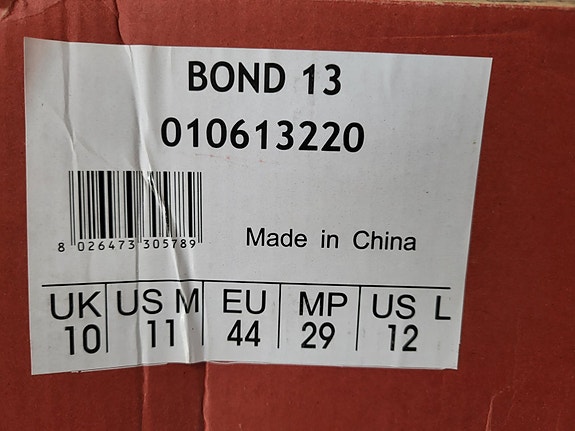 BOND 13
010613220
8 026473 305789
Made in China
UK US M EU MP US L
10 11 44 29 12